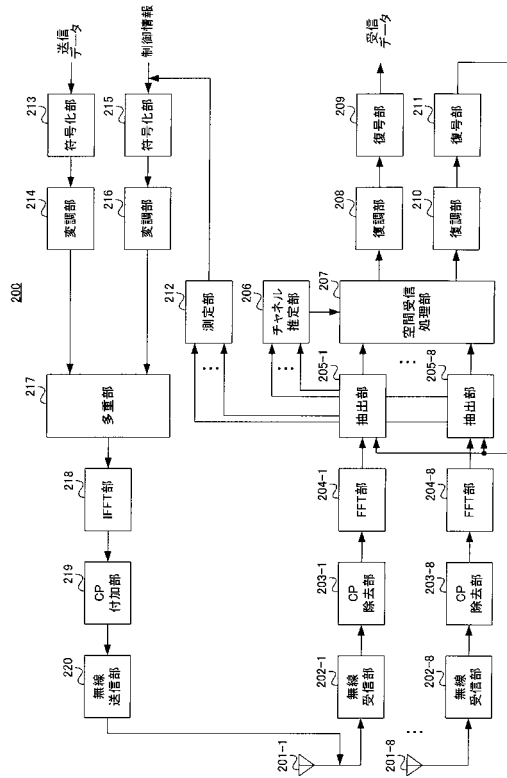 200
送信
データ
213
符号化部
214
変調部
制御情報
215
符号化部
216
変調部
217
多重部
218
IFFT部
219
CP
付加部
220
無線
送信部
212
測定部
206
チャネル
推定部
207
空間受信
処理部
208
復調部
209
復号部
受信
データ
210
復調部
211
復号部
201-1
202-1
無線
受信部
203-1
CP
除去部
204-1
FFT部
205-1
抽出部
201-8
202-8
無線
受信部
203-8
CP
除去部
204-8
FFT部
205-8
抽出部